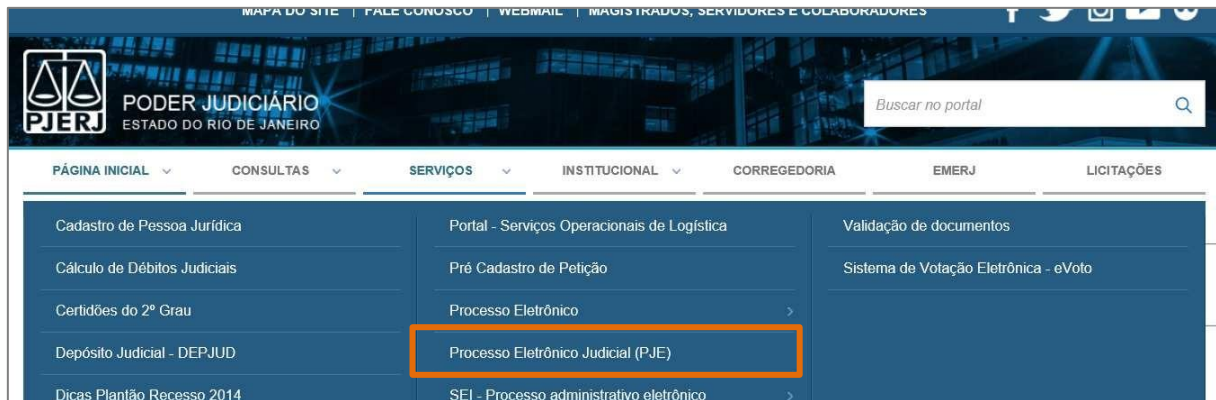 MAPA DO SITE | FALE CONOSCO | WEBMAIL | MAGISTRADOS, SERVIDORES E COLABORADORES
PJERJ
PODER JUDICIÁRIO
ESTADO DO RIO DE JANEIRO
Buscar no portal
PÁGINA INICIAL CONSULTAS SERVIÇOS INSTITUCIONAL CORREGEDORIA EMERJ LICITAÇÕES
Cadastro de Pessoa Jurídica
Cálculo de Débitos Judiciais
Certidões do 2º Grau
Depósito Judicial - DEPJUD
Dicas Plantão Recesso 2014
Portal - Serviços Operacionais de Logística
Pré Cadastro de Petição
Processo Eletrônico
Processo Eletrônico Judicial (PJE)
SEI - Processo administrativo eletrônico
Validação de documentos
Sistema de Votação Eletrônica - eVoto